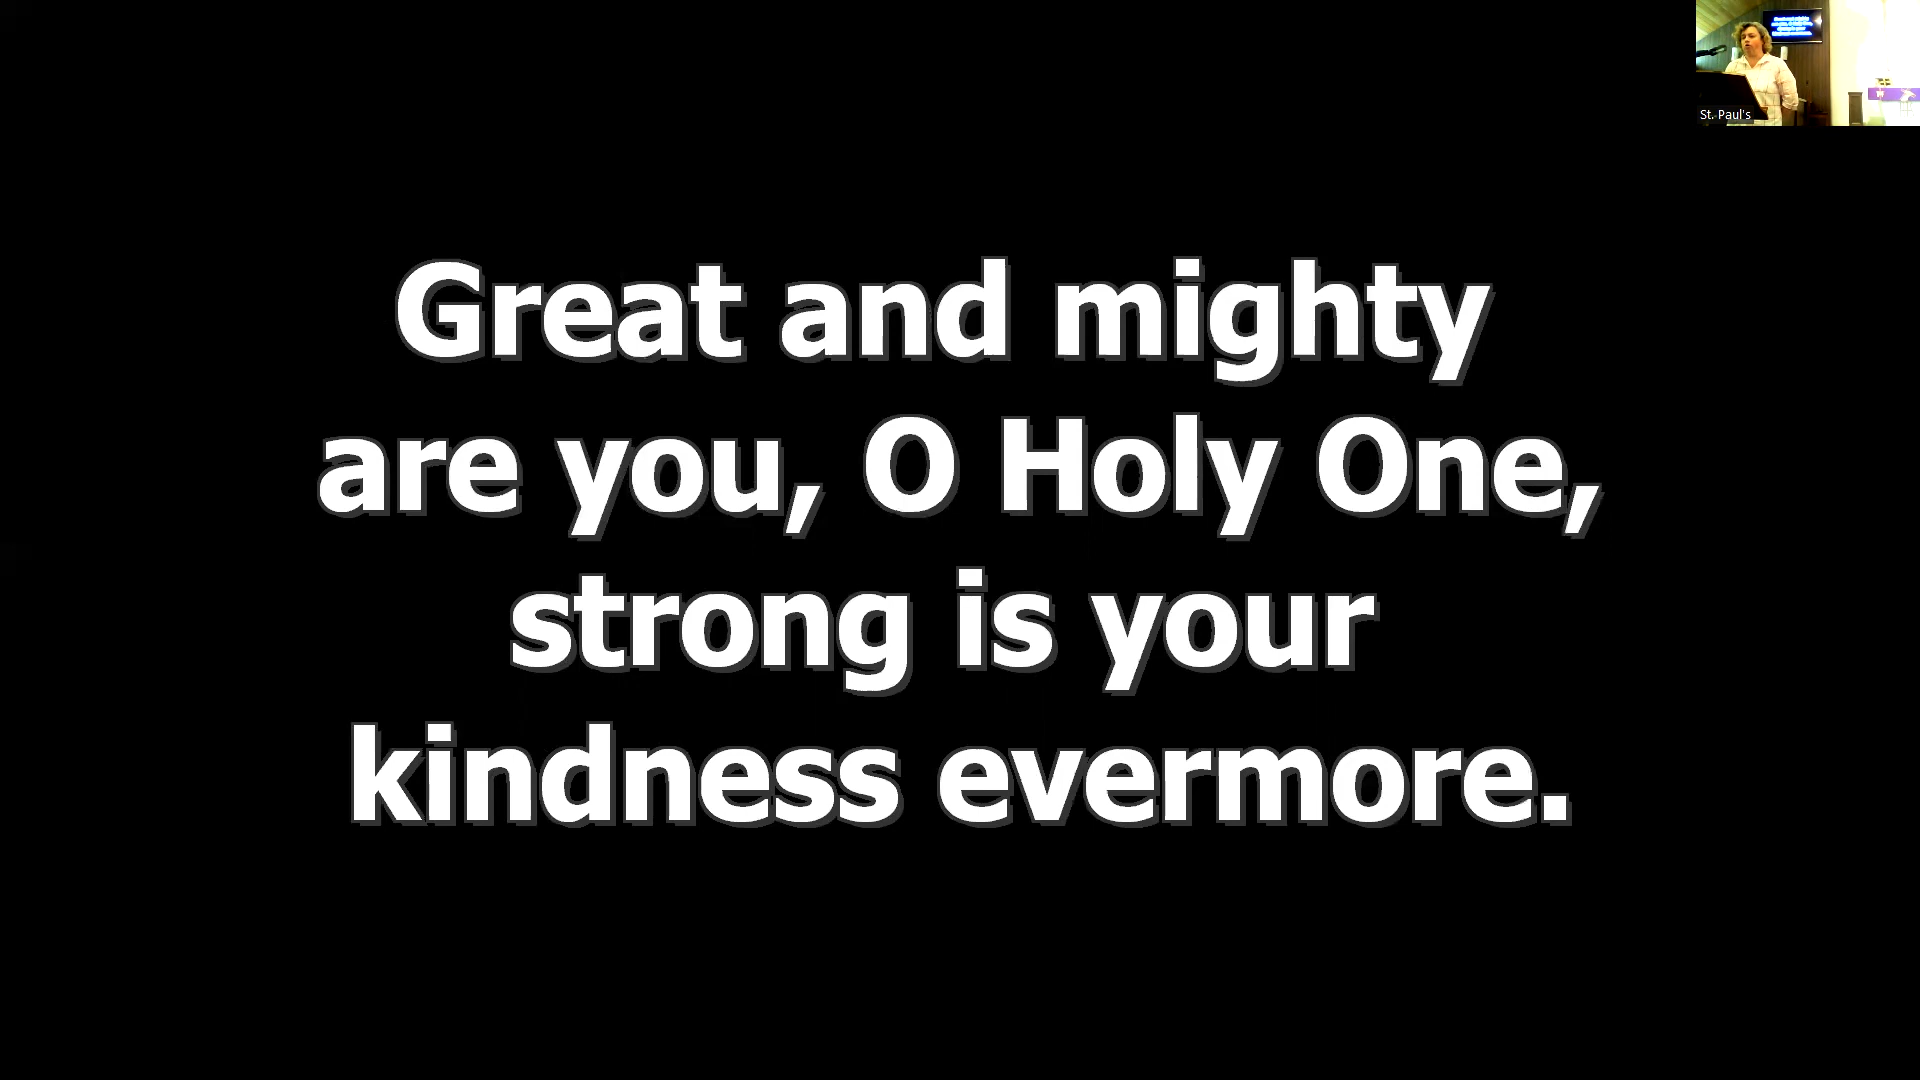 St. Paul's
Great and mighty
are you, O Holy One,
strong is your
kindness evermore.